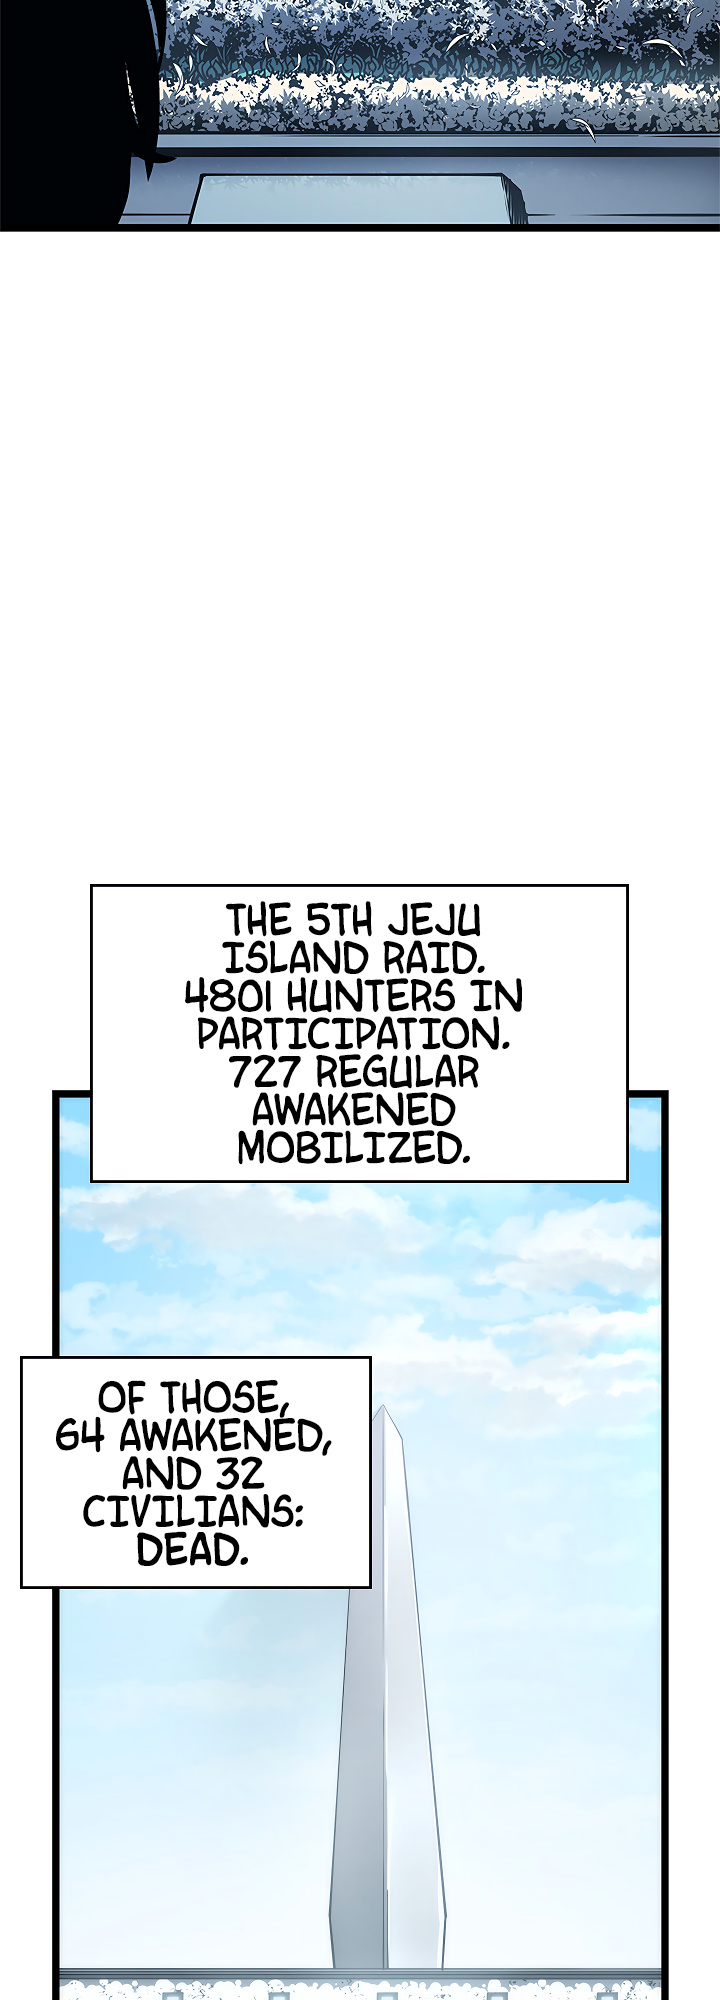 THE 5TH JEJU
ISLAND RAID.
4801 HUNTERS IN
PARTICIPATION.
727 REGULAR
AWAKENED
MOBILIZED.
OF THOSE,
64 AWAKENED,
AND 32
CIVILIANS:
DEAD.